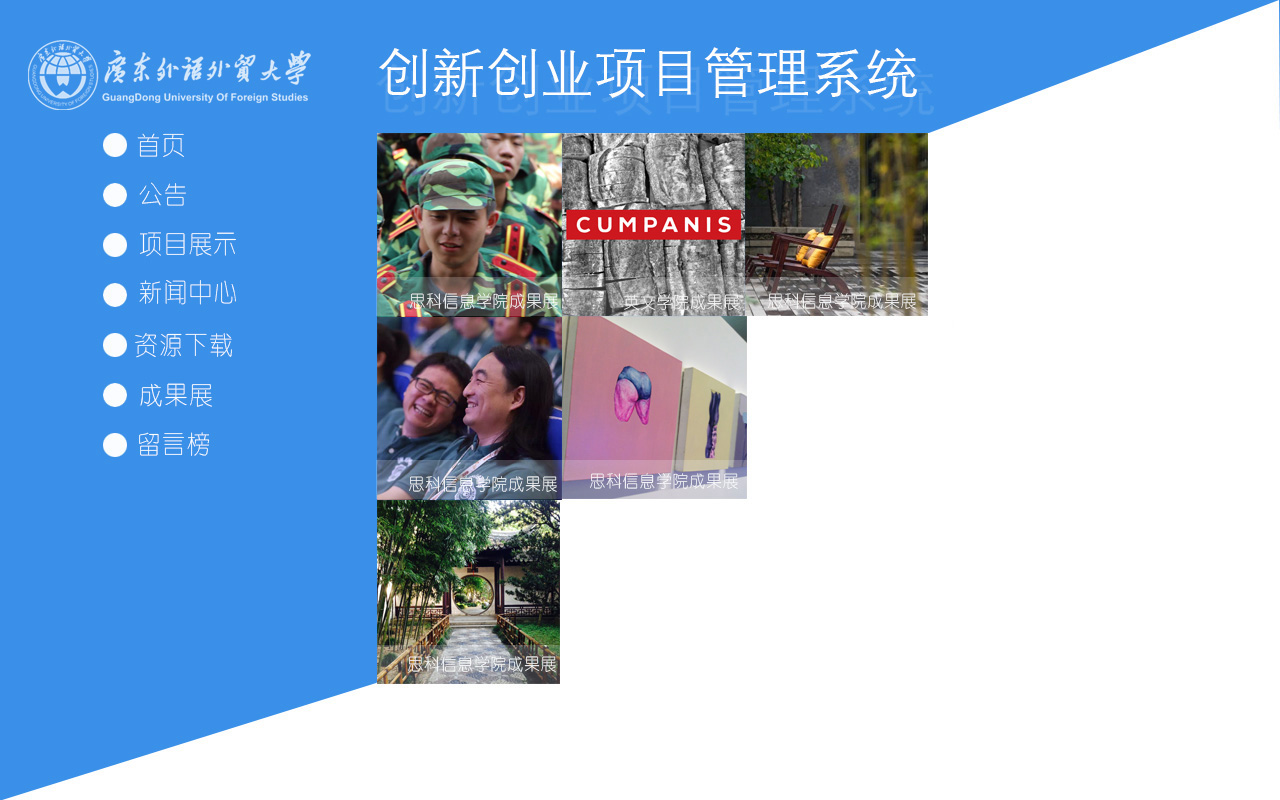 廣东外语外贸大学
GuangDong University Of Foreign Studies
创新创业项目管理系统
首页
公告
项目展示
新闻中心
资源下载
成果展
留言榜
思科信息学院成果展
CUMPANIS
英文学院成果展
思科信息学院成果展
思科信息学院成果展
思科信息学院成果展
思科信息学院成果展